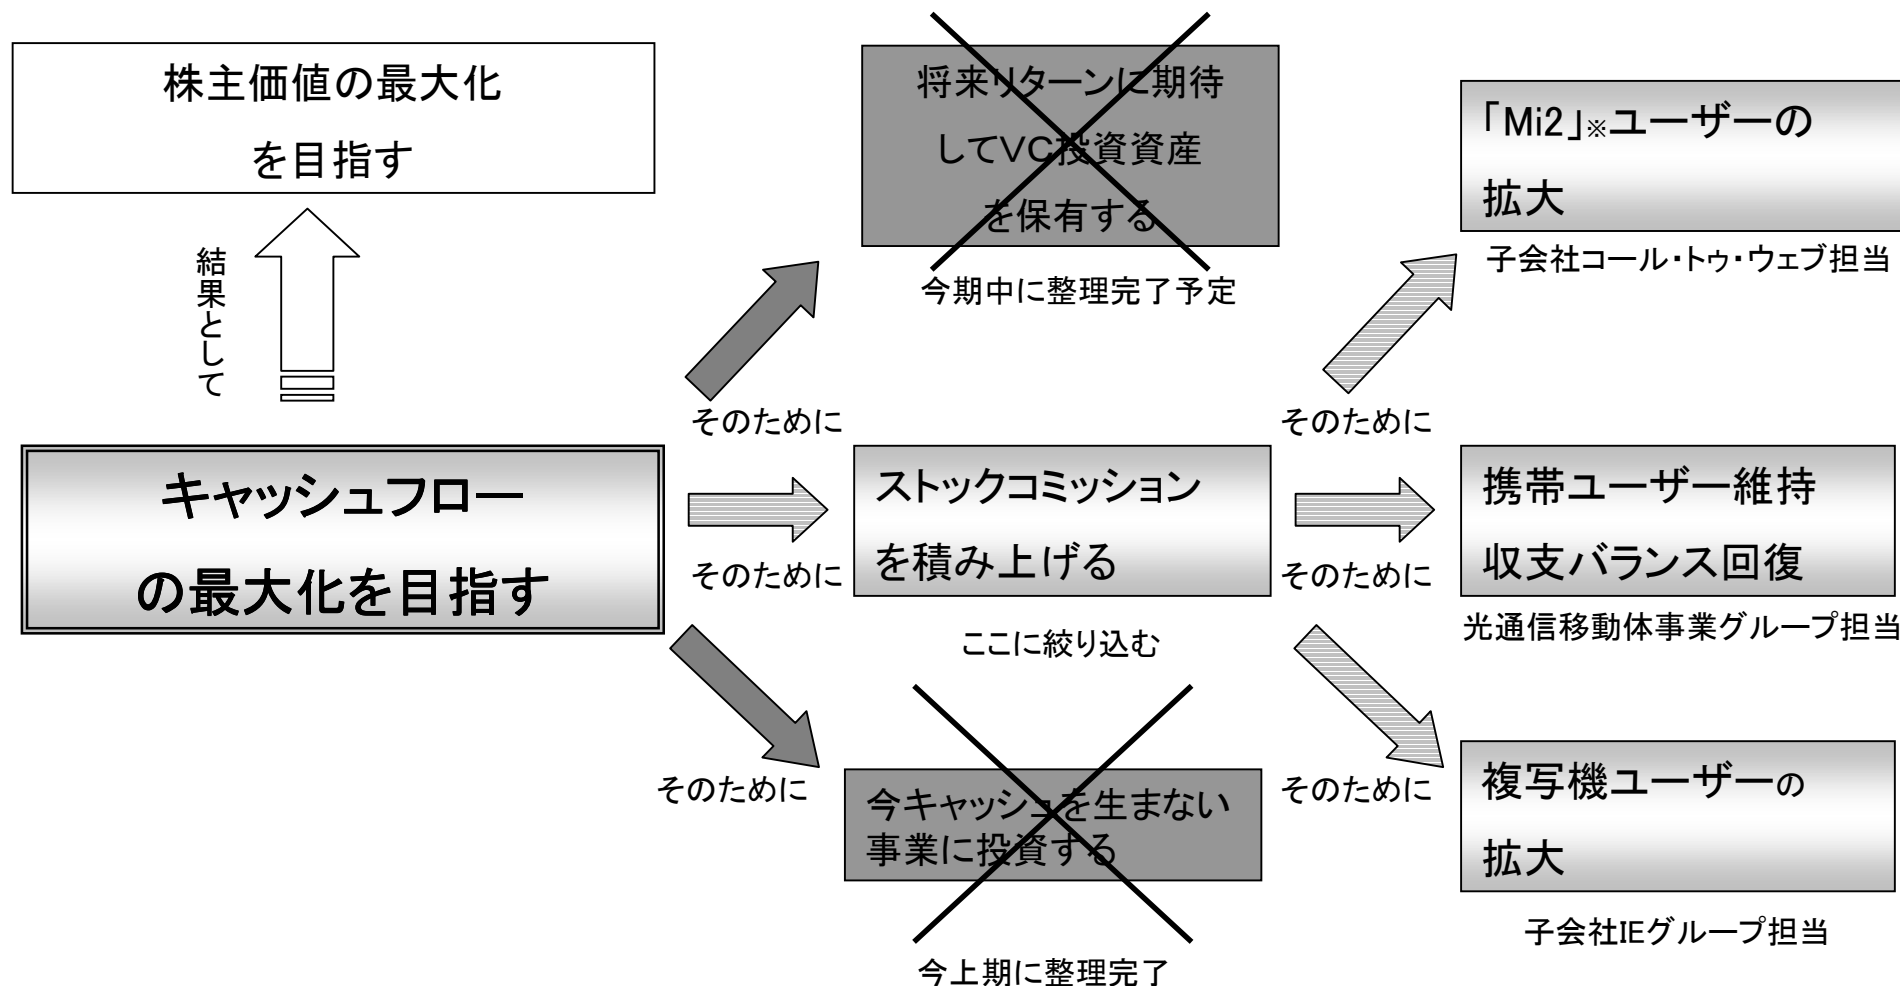 株主価値の最大化
を目指す
結果として
キャッシュフロー
の最大化を目指す
そのために
そのために
そのために
将来リターンに期待
してVC投資資産
を保有する
今期中に整理完了予定
ストックコミッション
を積み上げる
ここに絞り込む
今キャッシュを生まない
事業に投資する
今上期に整理完了
そのために
そのために
そのために
「Mi2」※ユーザーの
拡大
子会社コール・トゥ・ウェブ担当
携帯ユーザー維持
収支バランス回復
光通信移動体事業グループ担当
複写機ユーザーの
拡大
子会社IEグループ担当